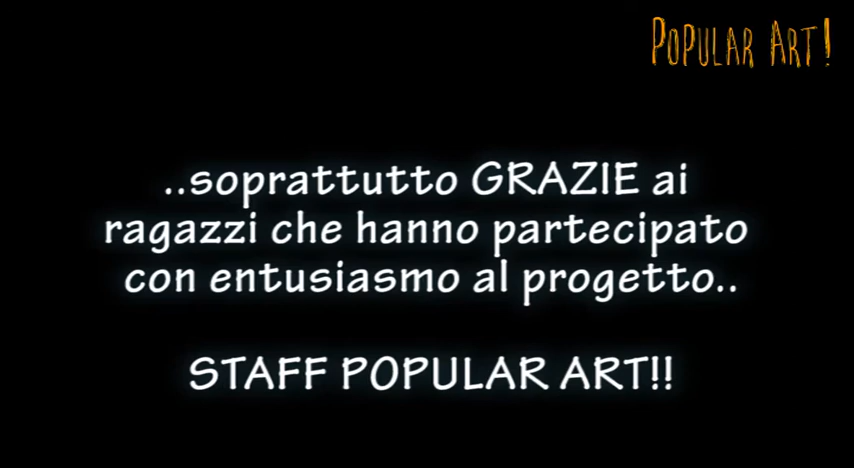 POPULAR ART!
..soprattutto GRAZIE ai
ragazzi che hanno partecipato
con entusiasmo al progetto..
STAFF POPULAR ART!!